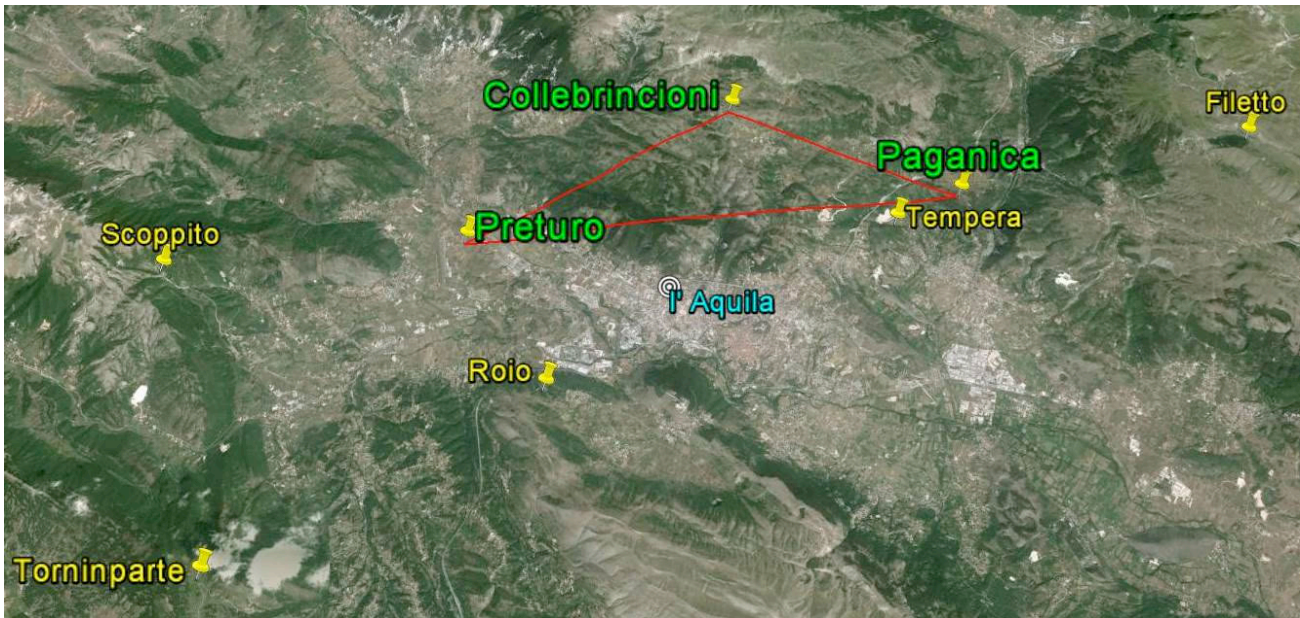 Collebrincioni
Filetto
Paganica
Tempera
Preturo
Scoppito
l' Aquila
Roio
Torninparte